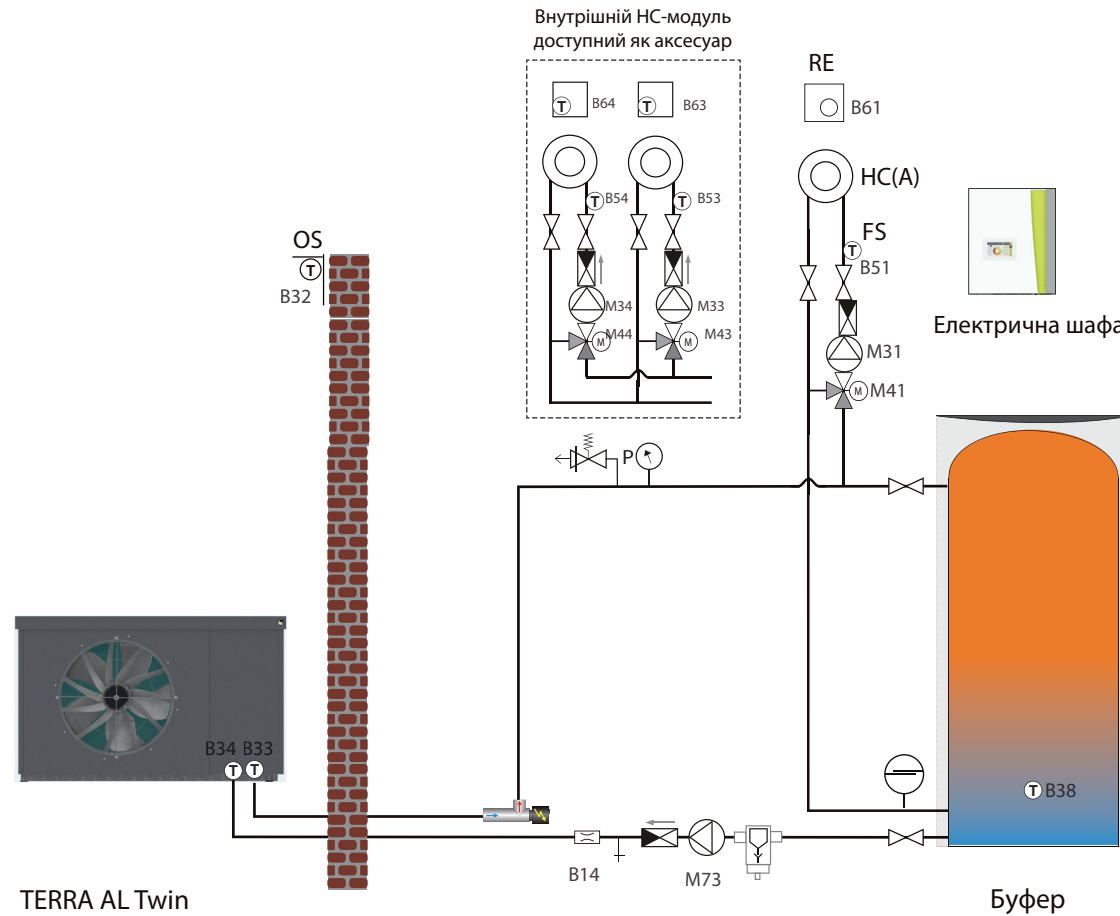 Внутрішній НС-модуль
доступний як аксесуар
RE
T B64
T B63
B61
HC(A)
T B54
T B53
OS
T
B32
FS
T
B51
M34
M33
M44
M
M43
M
Електрична шафа
M31
M M41
P
B34 B33
T T
T B38
B14
M73
TERRA AL Twin
Буфер